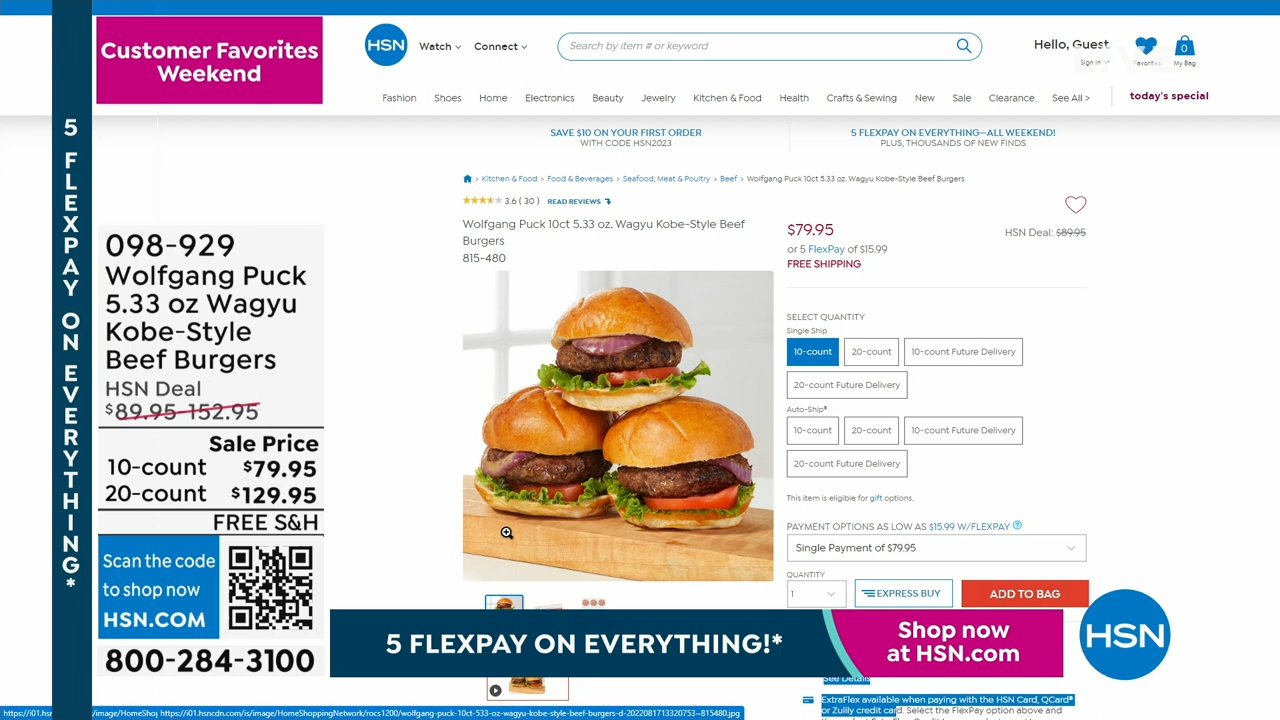 Customer Favorites
Weekend
5 FLEXPAY ON EVERYTHING*
098-929
Wolfgang Puck
5.33 oz Wagyu
Kobe-Style
Beef Burgers
HSN Deal
$89.95-152.95
Sale Price
10-count $79.95
20-count $129.95
FREE S&H
Scan the code
to shop now
HSN.COM
800-284-3100
HSN
Watch
Connect
Search by item # or keyword
Hello, Guest
Sign In
Favorites
0
My Bag
Fashion Shoes Home Electronics Beauty Jewelry Kitchen & Food Health Crafts & Sewing New Sale Clearance See All > today's special
SAVE $10 ON YOUR FIRST ORDER
WITH CODE HSN2023
5 FLEXPAY ON EVERYTHING—ALL WEEKEND!
PLUS, THOUSANDS OF NEW FINDS
> Kitchen & Food > Food & Beverages > Seafood, Meat & Poultry > Beef > Wolfgang Puck 10ct 5.33 oz. Wagyu Kobe-Style Beef Burgers
3.6 ( 30 ) READ REVIEWS
Wolfgang Puck 10ct 5.33 oz. Wagyu Kobe-Style Beef
Burgers
815-480
$79.95
HSN Deal: $89.95
or 5 FlexPay of $15.99
FREE SHIPPING
SELECT QUANTITY
Single Ship
10-count 20-count 10-count Future Delivery
20-count Future Delivery
Auto-Ship®
10-count 20-count 10-count Future Delivery
20-count Future Delivery
This item is eligible for gift options.
PAYMENT OPTIONS AS LOW AS $15.99 W/FLEXPAY ?
Single Payment of $79.95
QUANTITY
1
EXPRESS BUY
ADD TO BAG
5 FLEXPAY ON EVERYTHING!*
Shop now
at HSN.com
HSN
See Details
ExtraFlex available when paying with the HSN Card, QCard®
or Zulily credit card. Select the FlexPay option above and
https://i01.hsncdn.com/is/image/HomeShoppingNetwork/rocs1200/wolfgang-puck-10ct-533-oz-wagyu-kobe-style-beef-burgers-d-2022081713320753~815480.jpg